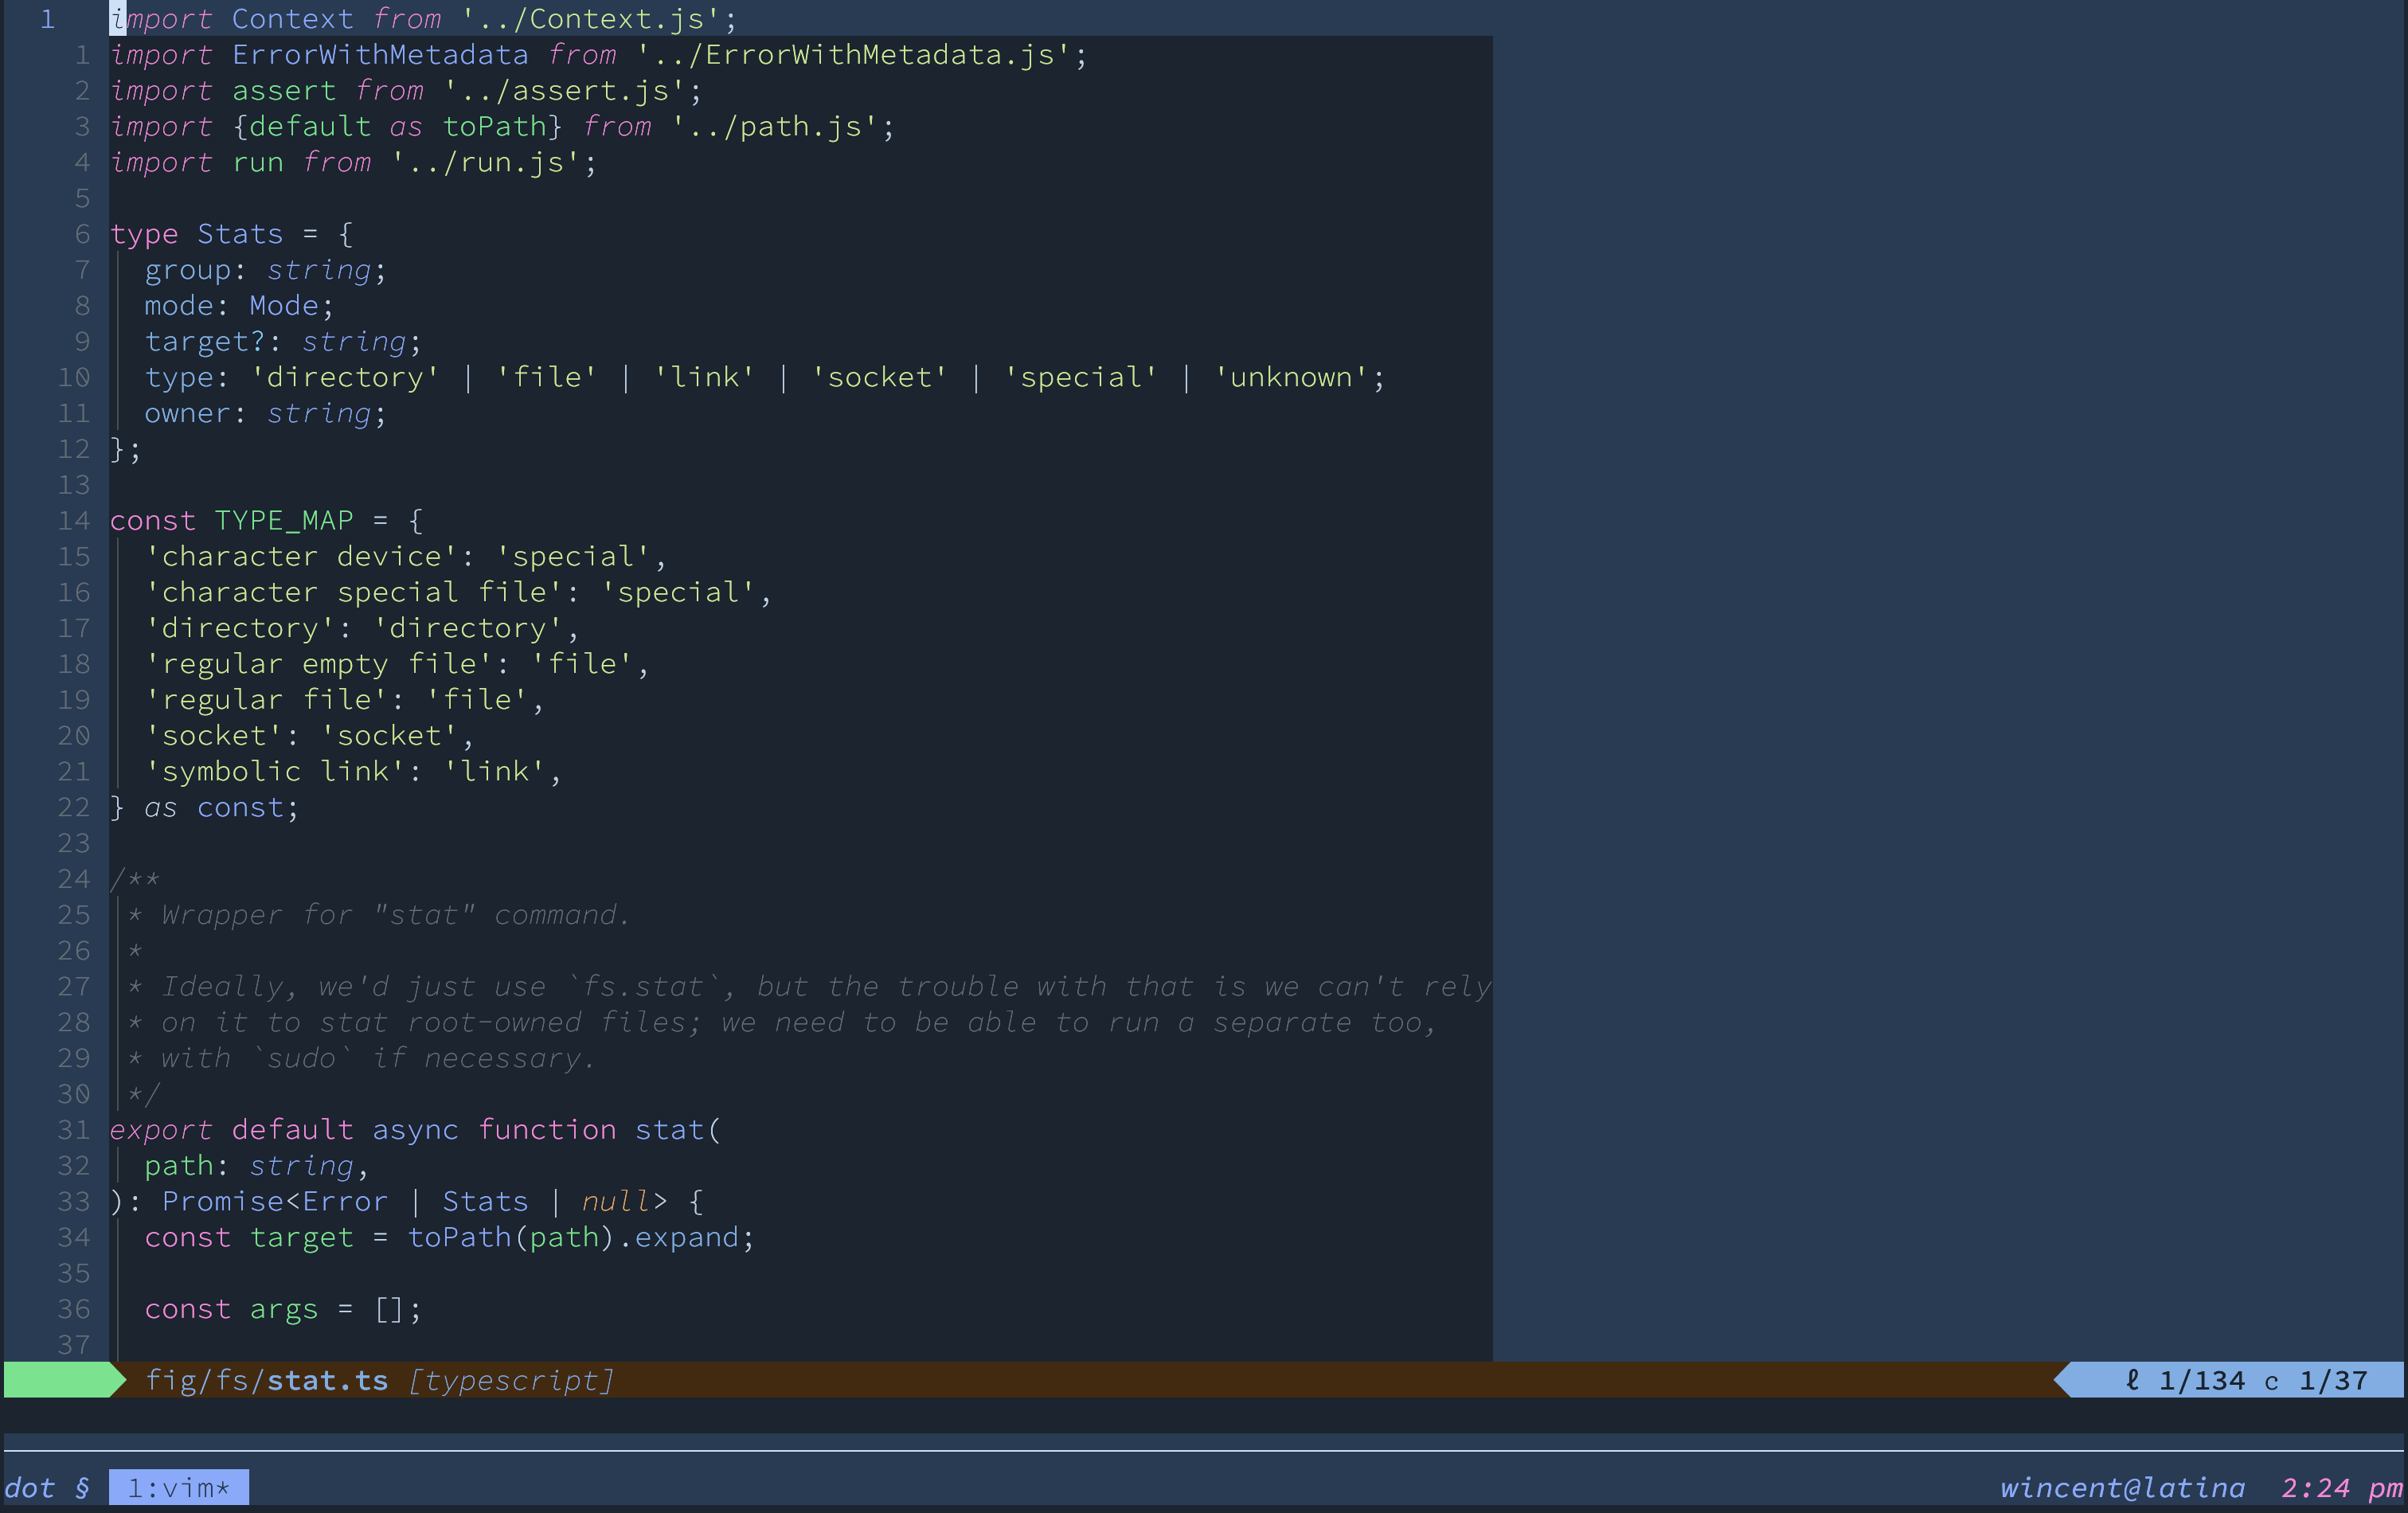 1 import Context from '../Context.js';
1 import ErrorWithMetadata from '../ErrorWithMetadata.js';
2 import assert from '../assert.js';
3 import {default as toPath} from '../path.js';
4 import run from '../run.js';
5
6 type Stats = {
7   group: string;
8   mode: Mode;
9   target?: string;
10   type: 'directory' | 'file' | 'link' | 'socket' | 'special' | 'unknown';
11   owner: string;
12 };
13
14 const TYPE_MAP = {
15   'character device': 'special',
16   'character special file': 'special',
17   'directory': 'directory',
18   'regular empty file': 'file',
19   'regular file': 'file',
20   'socket': 'socket',
21   'symbolic link': 'link',
22 } as const;
23
24 /**
25  * Wrapper for "stat" command.
26  *
27  * Ideally, we'd just use `fs.stat`, but the trouble with that is we can't rely
28  * on it to stat root-owned files; we need to be able to run a separate too,
29  * with `sudo` if necessary.
30  */
31 export default async function stat(
32   path: string,
33 ): Promise<Error | Stats | null> {
34   const target = toPath(path).expand;
35
36   const args = [];
37
fig/fs/stat.ts [typescript] ℓ 1/134 c 1/37
dot § 1:vim* wincent@latina 2:24 pm